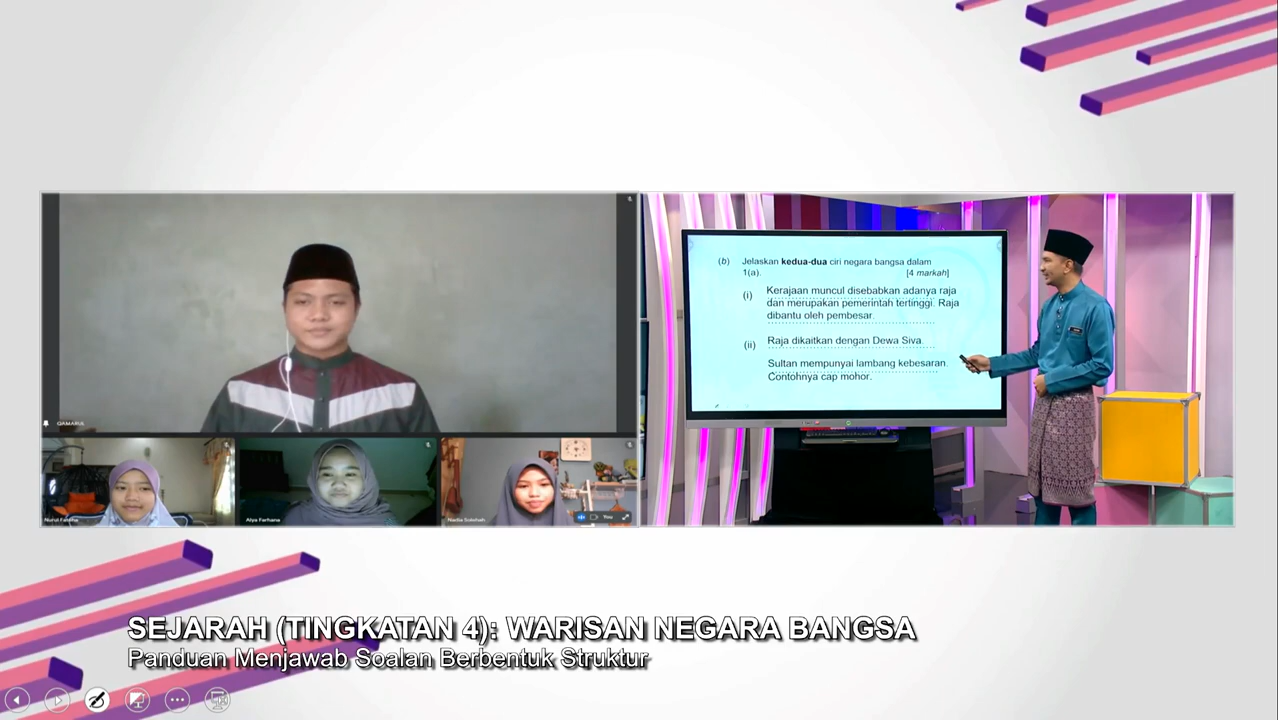 (b) Jelaskan kedua-dua ciri negara bangsa dalam
1(a). [4 markah]
(i) Kerajaan muncul disebabkan adanya raja
dan merupakan pemerintah tertinggi. Raja
dibantu oleh pembesar.
(ii) Raja dikaitkan dengan Dewa Siva.
Sultan mempunyai lambang kebesaran.
Contohnya cap mohor.
QAMARUL
Nurul Fatiha
Alya Farhana
Nadia Solehah
You
SEJARAH (TINGKATAN 4): WARISAN NEGARA BANGSA
Panduan Menjawab Soalan Berbentuk Struktur